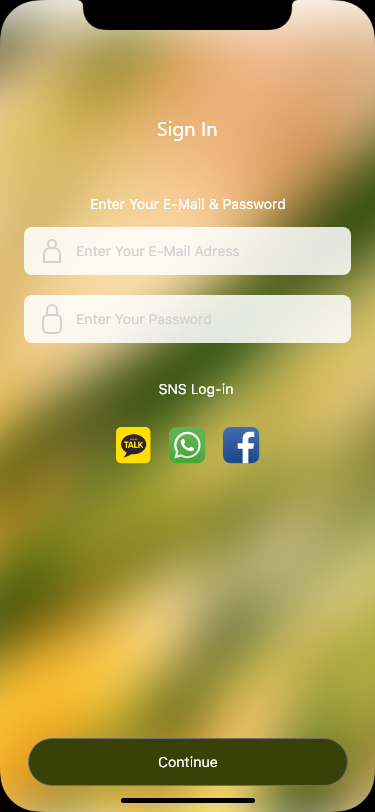 Sign In
Enter Your E-Mail & Password
Enter Your E-Mail Adress
Enter Your Password
SNS Log-in
TALK
Continue